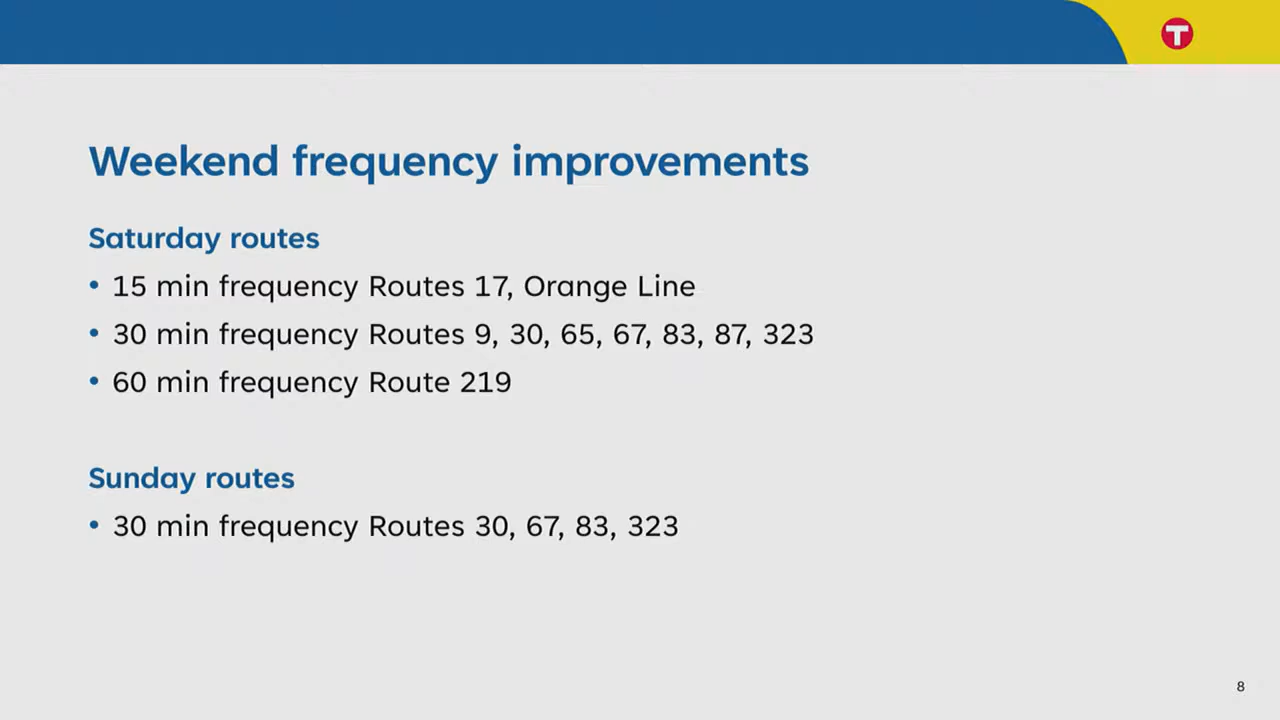 T
Weekend frequency improvements
Saturday routes
• 15 min frequency Routes 17, Orange Line
• 30 min frequency Routes 9, 30, 65, 67, 83, 87, 323
• 60 min frequency Route 219
Sunday routes
• 30 min frequency Routes 30, 67, 83, 323
8